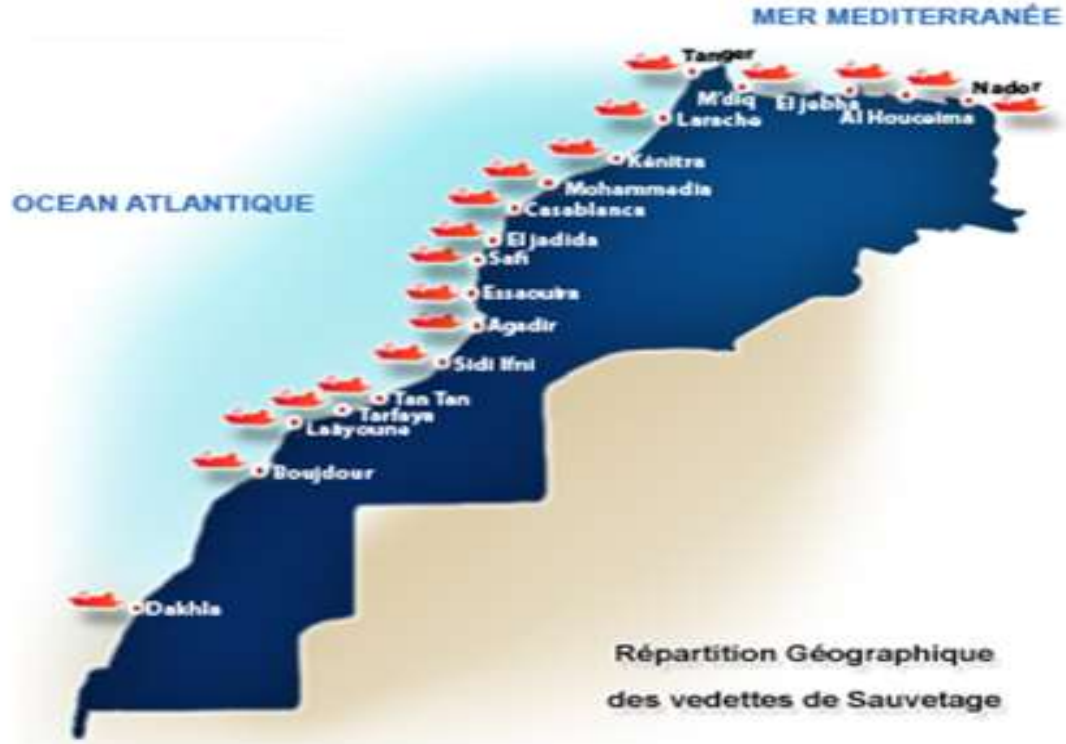 MER MEDITERRANÉE
Tanger
M'diq
El jebha
Al Houceima
Nador
Larache
Kénitra
Mohammedia
Casablanca
OCEAN ATLANTIQUE
El jadida
Safi
Essaouira
Agadir
Sidi Ifni
Tan Tan
Tarfaya
Laâyoune
Boujdour
Dakhla
Répartition Géographique
des vedettes de Sauvetage